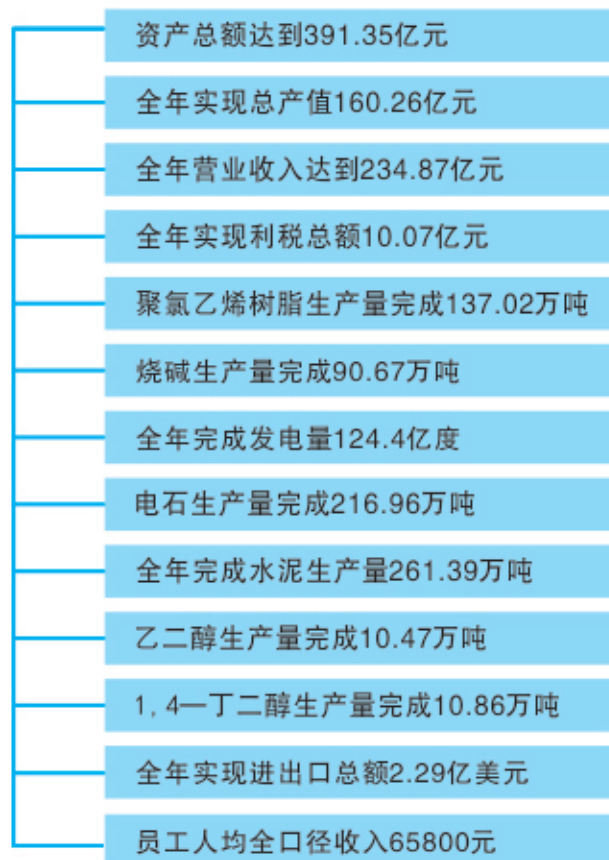 资产总额达到391.35亿元
全年实现总产值160.26亿元
全年营业收入达到234.87亿元
全年实现利税总额10.07亿元
聚氯乙烯树脂生产量完成137.02万吨
烧碱生产量完成90.67万吨
全年完成发电量124.4亿度
电石生产量完成216.96万吨
全年完成水泥生产量261.39万吨
乙二醇生产量完成10.47万吨
1, 4一丁二醇生产量完成10.86万吨
全年实现进出口总额2.29亿美元
员工人均全口径收入65800元